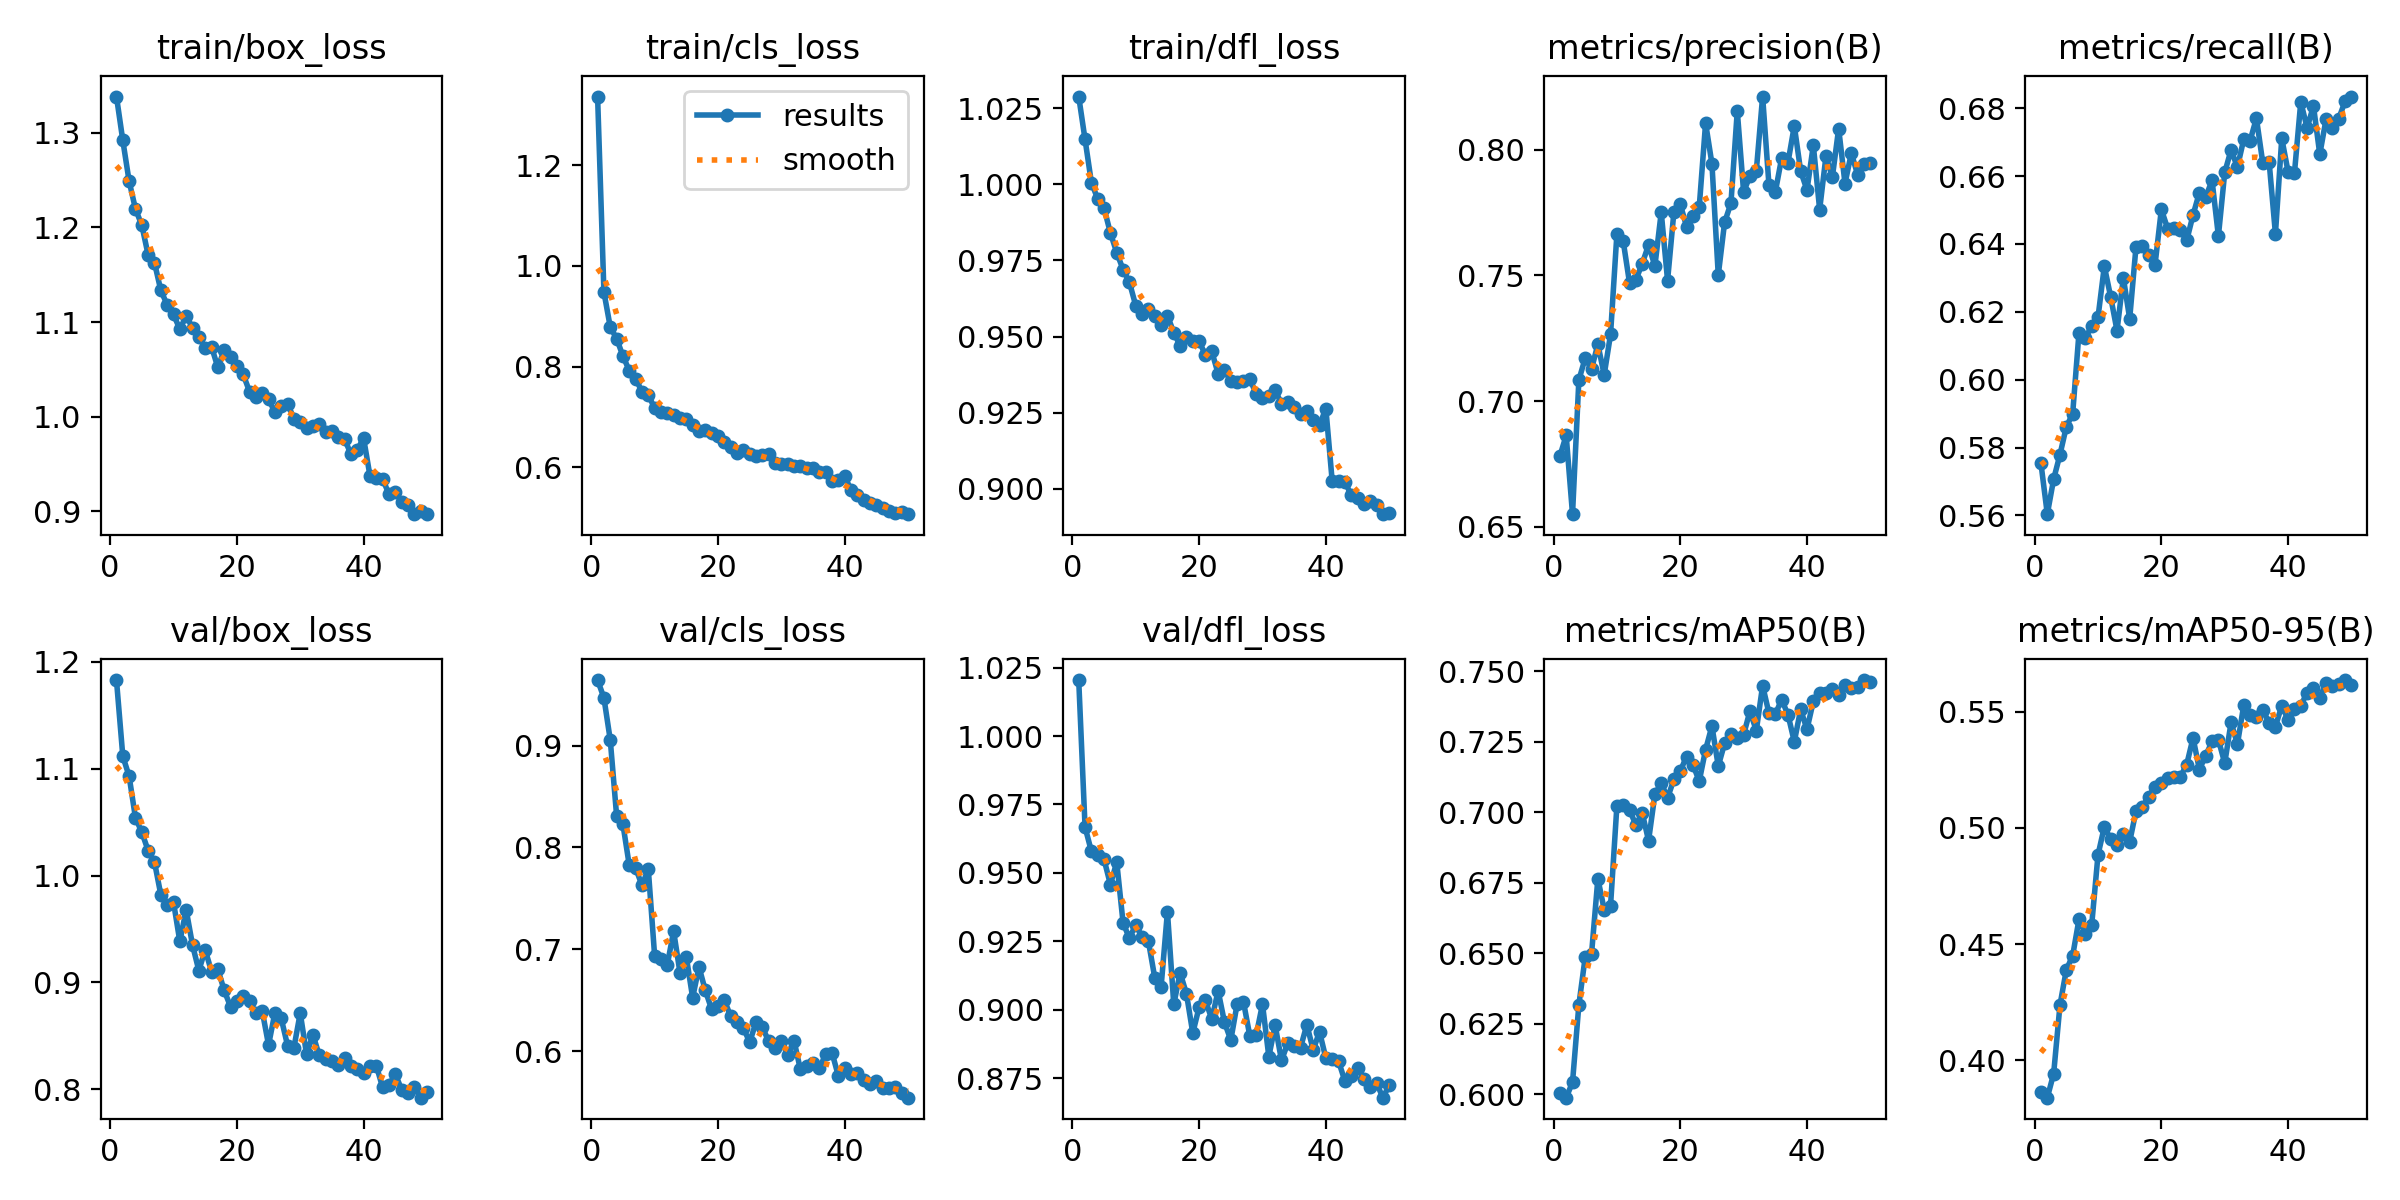 train/box_loss
1.3
1.2
1.1
1.0
0.9
0 20 40
train/cls_loss
results
smooth
1.2
1.0
0.8
0.6
0 20 40
train/dfl_loss
1.025
1.000
0.975
0.950
0.925
0.900
0 20 40
metrics/precision(B)
0.80
0.75
0.70
0.65
0 20 40
metrics/recall(B)
0.68
0.66
0.64
0.62
0.60
0.58
0.56
0 20 40
val/box_loss
1.2
1.1
1.0
0.9
0.8
0 20 40
val/cls_loss
0.9
0.8
0.7
0.6
0 20 40
val/dfl_loss
1.025
1.000
0.975
0.950
0.925
0.900
0.875
0 20 40
metrics/mAP50(B)
0.750
0.725
0.700
0.675
0.650
0.625
0.600
0 20 40
metrics/mAP50-95(B)
0.55
0.50
0.45
0.40
0 20 40